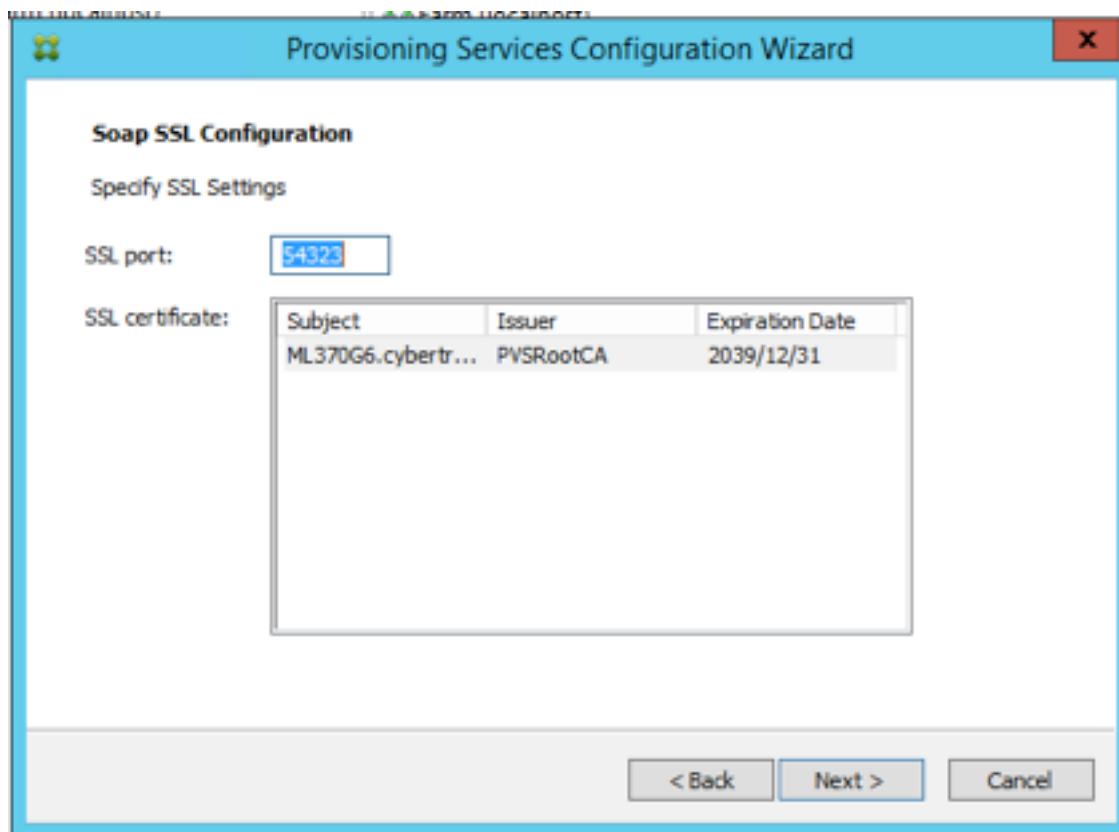 Provisioning Services Configuration Wizard
Soap SSL Configuration
Specify SSL Settings
SSL port: 54323
SSL certificate:
Subject Issuer Expiration Date
ML370G6.cybertr... PVSRootCA 2039/12/31
< Back Next > Cancel